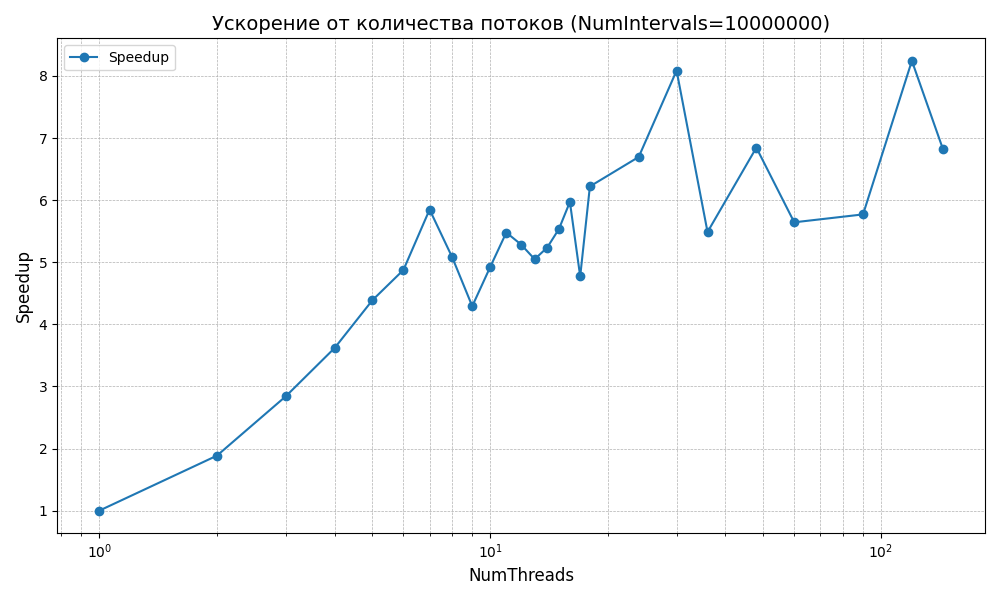 Ускорение от количества потоков (NumIntervals=10000000)
Speedup
8
7
6
5
4
3
2
1
Speedup
10⁰
10¹
10²
NumThreads